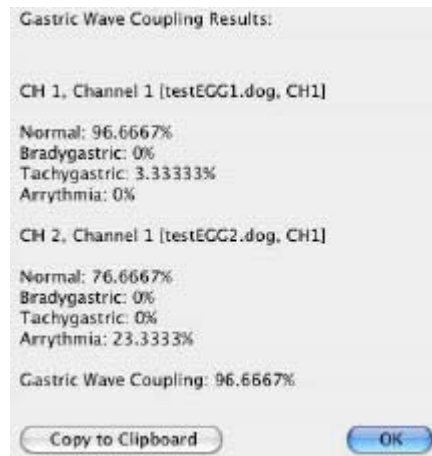 Gastric Wave Coupling Results:
CH 1, Channel 1 [testEGG1.dog, CH1]
Normal: 96.6667%
Bradygastric: 0%
Tachygastric: 3.33333%
Arrythmia: 0%
CH 2, Channel 1 [testEGG2.dog, CH1]
Normal: 76.6667%
Bradygastric: 0%
Tachygastric: 0%
Arrythmia: 23.3333%
Gastric Wave Coupling: 96.6667%
Copy to Clipboard OK